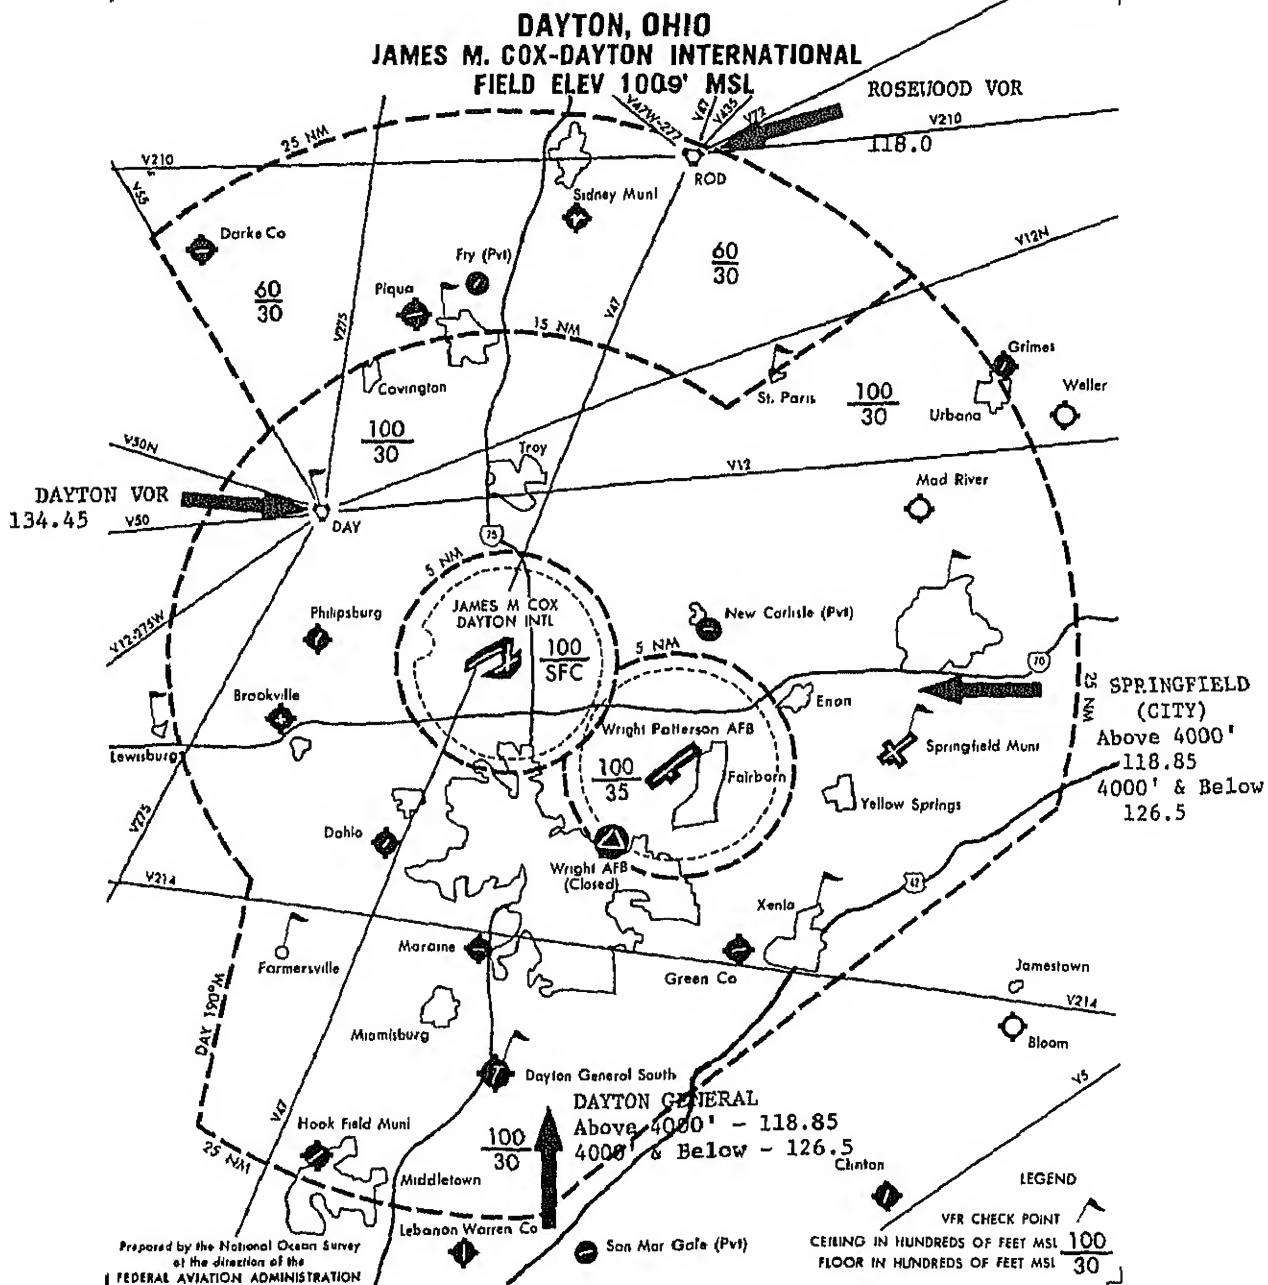 DAYTON, OHIO
JAMES M. COX-DAYTON INTERNATIONAL
FIELD ELEV 1009' MSL
ROSEWOOD VOR
118.0
V47W-277
V47
V435
V72
V210
25 NM
V210
V55
ROD
Sidney Muni
Darke Co
V12N
Fry (Pvt)
60
30
60
30
Piqua
V275
V47
15 NM
Covington
St. Paris
100
30
Grimes
Weller
Urbana
100
30
V50N
Troy
V12
DAYTON VOR
134.45
V50
DAY
Mad River
75
5 NM
JAMES M COX
DAYTON INTL
100
SFC
New Carlisle (Pvt)
V12-275W
Philipsburg
5 NM
70
25 NM
SPRINGFIELD
(CITY)
Above 4000'
118.85
4000' & Below
126.5
Brookville
Enon
Lewisburg
Wright Patterson AFB
100
35
Fairborn
Springfield Muni
Yellow Springs
V275
Dahio
Wright AFB
(Closed)
V214
42
Xenia
Farmersville
Moraine
Green Co
Jamestown
V214
Bloom
DAY 190°M
Miamisburg
V5
Dayton General South
DAYTON GENERAL
Above 4000' - 118.85
4000' & Below - 126.5
V47
Hook Field Muni
25 NM
100
30
Middletown
Clinton
LEGEND
Lebanon Warren Co
San Mar Gale (Pvt)
VFR CHECK POINT
CEILING IN HUNDREDS OF FEET MSL 100
FLOOR IN HUNDREDS OF FEET MSL 30
Prepared by the National Ocean Survey
at the direction of the
FEDERAL AVIATION ADMINISTRATION